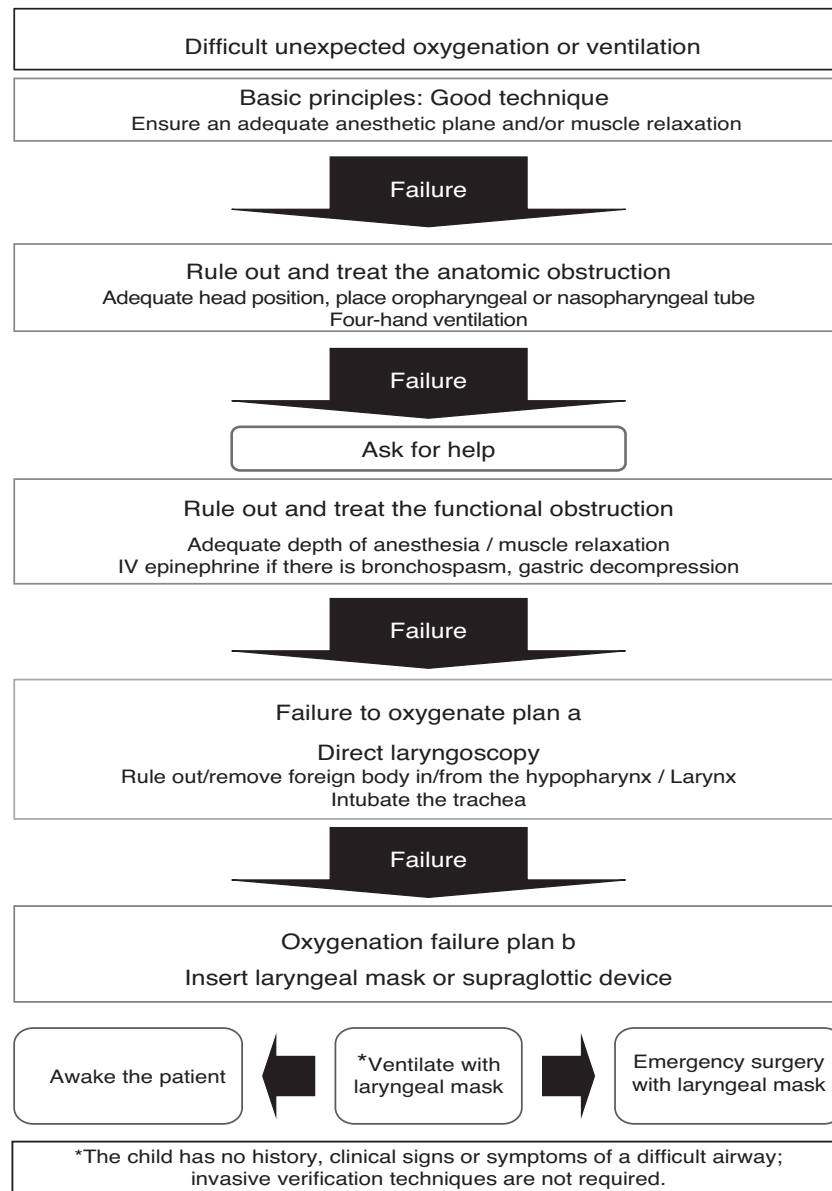 Difficult unexpected oxygenation or ventilation
Basic principles: Good technique
Ensure an adequate anesthetic plane and/or muscle relaxation
Failure
Rule out and treat the anatomic obstruction
Adequate head position, place oropharyngeal or nasopharyngeal tube
Four-hand ventilation
Failure
Ask for help
Rule out and treat the functional obstruction
Adequate depth of anesthesia / muscle relaxation
IV epinephrine if there is bronchospasm, gastric decompression
Failure
Failure to oxygenate plan a
Direct laryngoscopy
Rule out/remove foreign body in/from the hypopharynx / Larynx
Intubate the trachea
Failure
Oxygenation failure plan b
Insert laryngeal mask or supraglottic device
Awake the patient
*Ventilate with
laryngeal mask
Emergency surgery
with laryngeal mask
*The child has no history, clinical signs or symptoms of a difficult airway;
invasive verification techniques are not required.